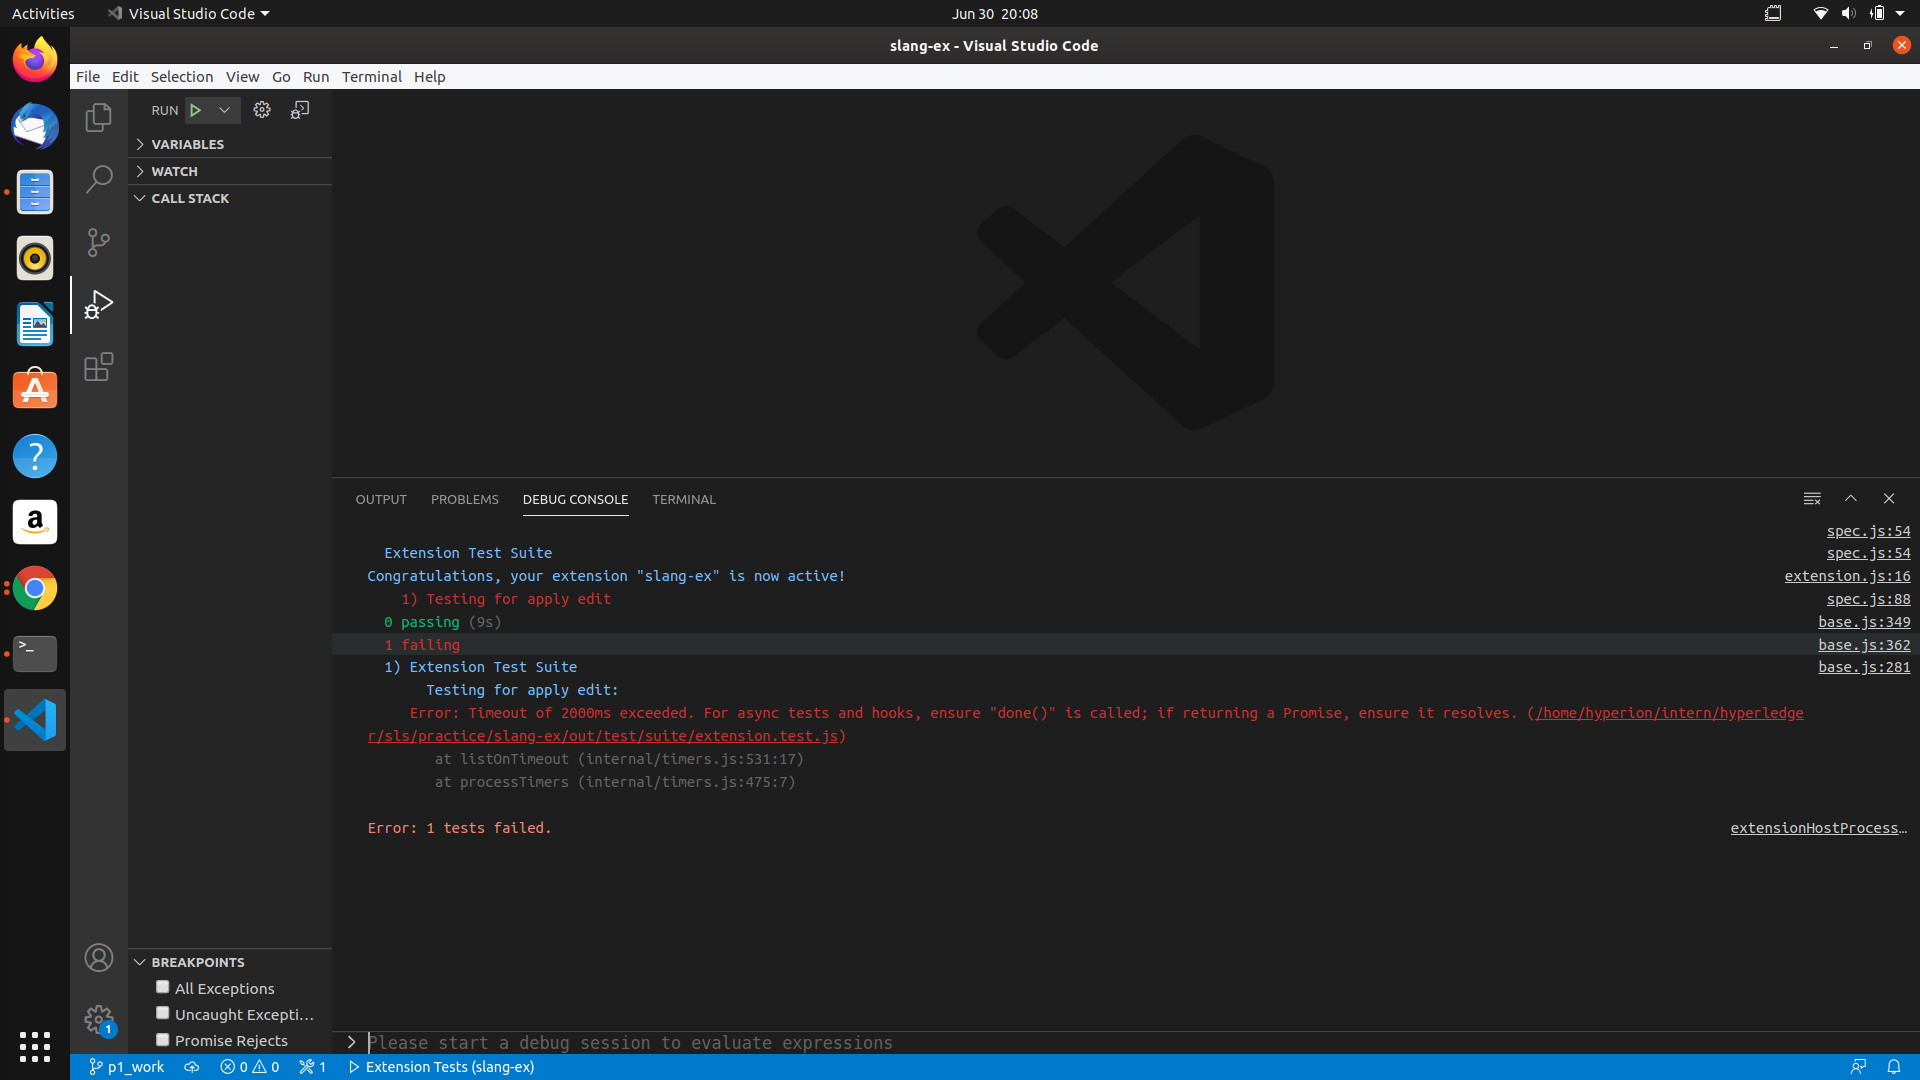 Activities
Visual Studio Code
Jun 30 20:08
slang-ex - Visual Studio Code
File Edit Selection View Go Run Terminal Help
RUN
VARIABLES
WATCH
CALL STACK
OUTPUT PROBLEMS DEBUG CONSOLE TERMINAL
spec.js:54
Extension Test Suite spec.js:54
Congratulations, your extension "slang-ex" is now active! extension.js:16
1) Testing for apply edit spec.js:88
0 passing (9s) base.js:349
1 failing base.js:362
1) Extension Test Suite base.js:281
Testing for apply edit:
Error: Timeout of 2000ms exceeded. For async tests and hooks, ensure "done()" is called; if returning a Promise, ensure it resolves. (/home/hyperion/intern/hyperledge
r/sls/practice/slang-ex/out/test/suite/extension.test.js)
at listOnTimeout (internal/timers.js:531:17)
at processTimers (internal/timers.js:475:7)
Error: 1 tests failed. extensionHostProcess…
BREAKPOINTS
All Exceptions
Uncaught Excepti…
Promise Rejects
1
> Please start a debug session to evaluate expressions
p1_work 0 0 1 Extension Tests (slang-ex)